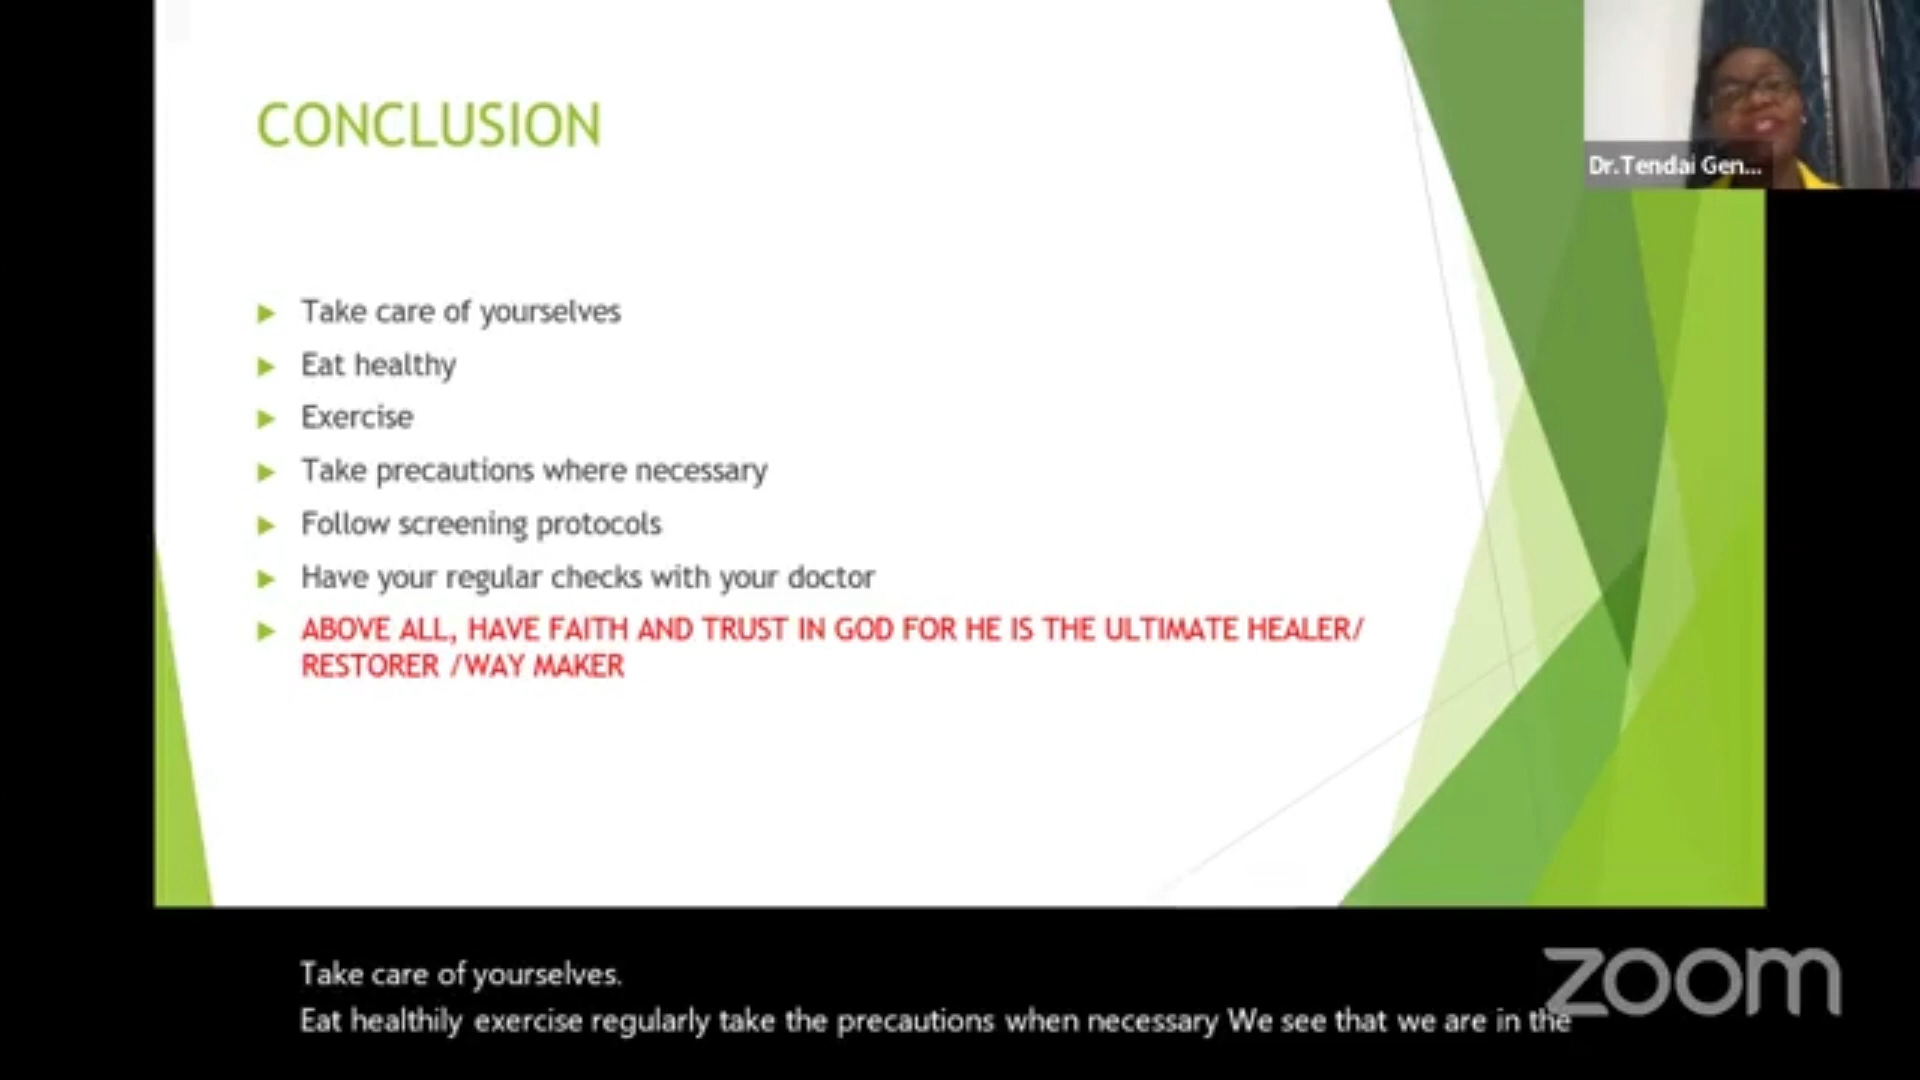 CONCLUSION
Dr.Tendai Gen...
Take care of yourselves
Eat healthy
Exercise
Take precautions where necessary
Follow screening protocols
Have your regular checks with your doctor
ABOVE ALL, HAVE FAITH AND TRUST IN GOD FOR HE IS THE ULTIMATE HEALER/
RESTORER /WAY MAKER
Take care of yourselves.
Eat healthily exercise regularly take the precautions when necessary We see that we are in the
zoom